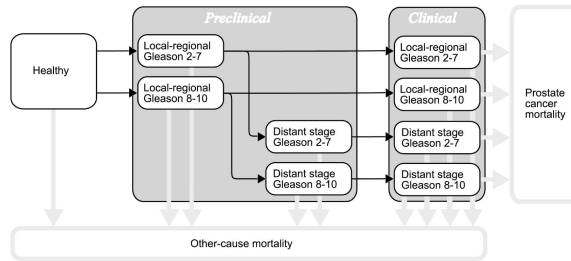 Preclinical
Clinical
Healthy
Local-regional
Gleason 2-7
Local-regional
Gleason 8-10
Distant stage
Gleason 2-7
Distant stage
Gleason 8-10
Local-regional
Gleason 2-7
Local-regional
Gleason 8-10
Distant stage
Gleason 2-7
Distant stage
Gleason 8-10
Prostate
cancer
mortality
Other-cause mortality